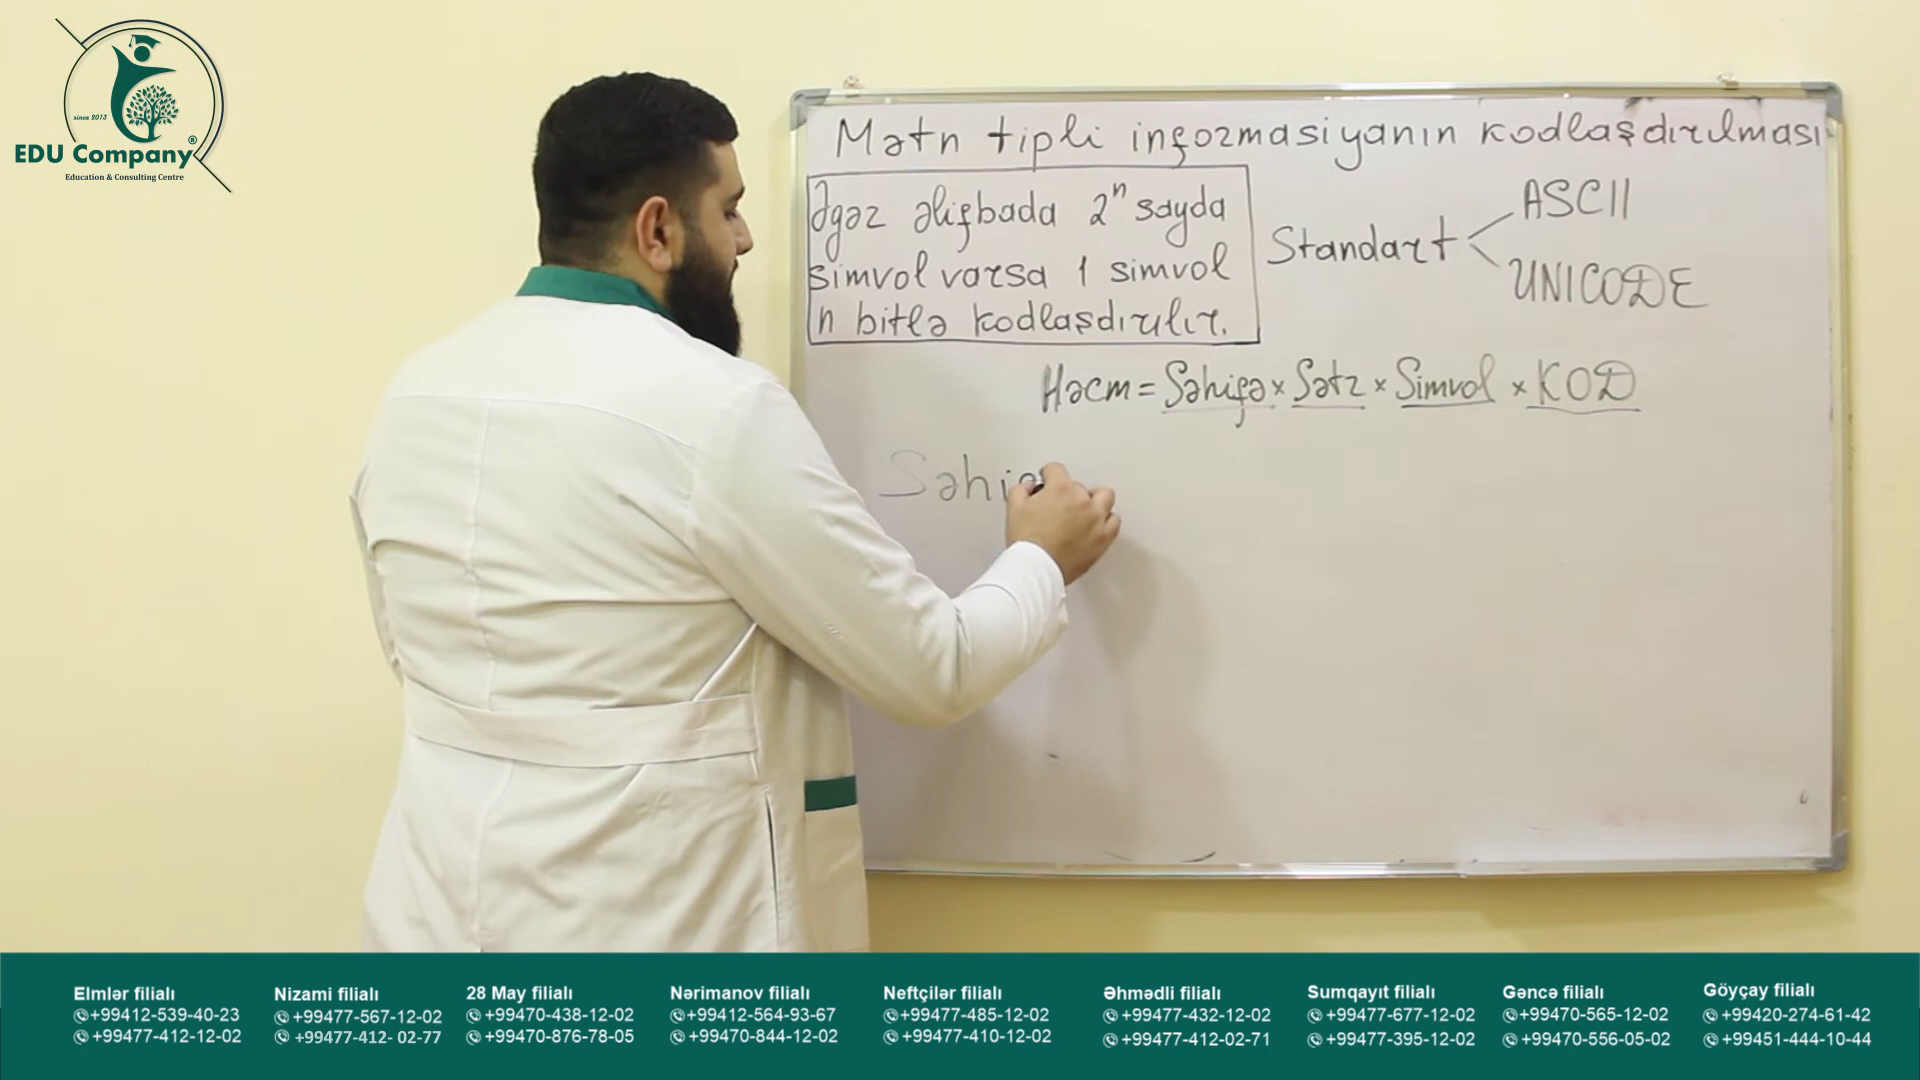 since 2013
EDU Company®
Education & Consulting Centre
Mətn tipli informasiyanın kodlaşdırılması
Əgər əlifbada 2ⁿ sayda
simvol varsa 1 simvol
n bitlə kodlaşdırılır.
Standart
ASCII
UNICODE
Həcm = Səhifə × Sətr × Simvol × KOD
Elmlər filialı
+99412-539-40-23
+99477-412-12-02
Nizami filialı
+99477-567-12-02
+99477-412- 02-77
28 May filialı
+99470-438-12-02
+99470-876-78-05
Nərimanov filialı
+99412-564-93-67
+99470-844-12-02
Neftçilər filialı
+99477-485-12-02
+99477-410-12-02
Əhmədli filialı
+99477-432-12-02
+99477-412-02-71
Sumqayıt filialı
+99477-677-12-02
+99477-395-12-02
Gəncə filialı
+99470-565-12-02
+99470-556-05-02
Göyçay filialı
+99420-274-61-42
+99451-444-10-44